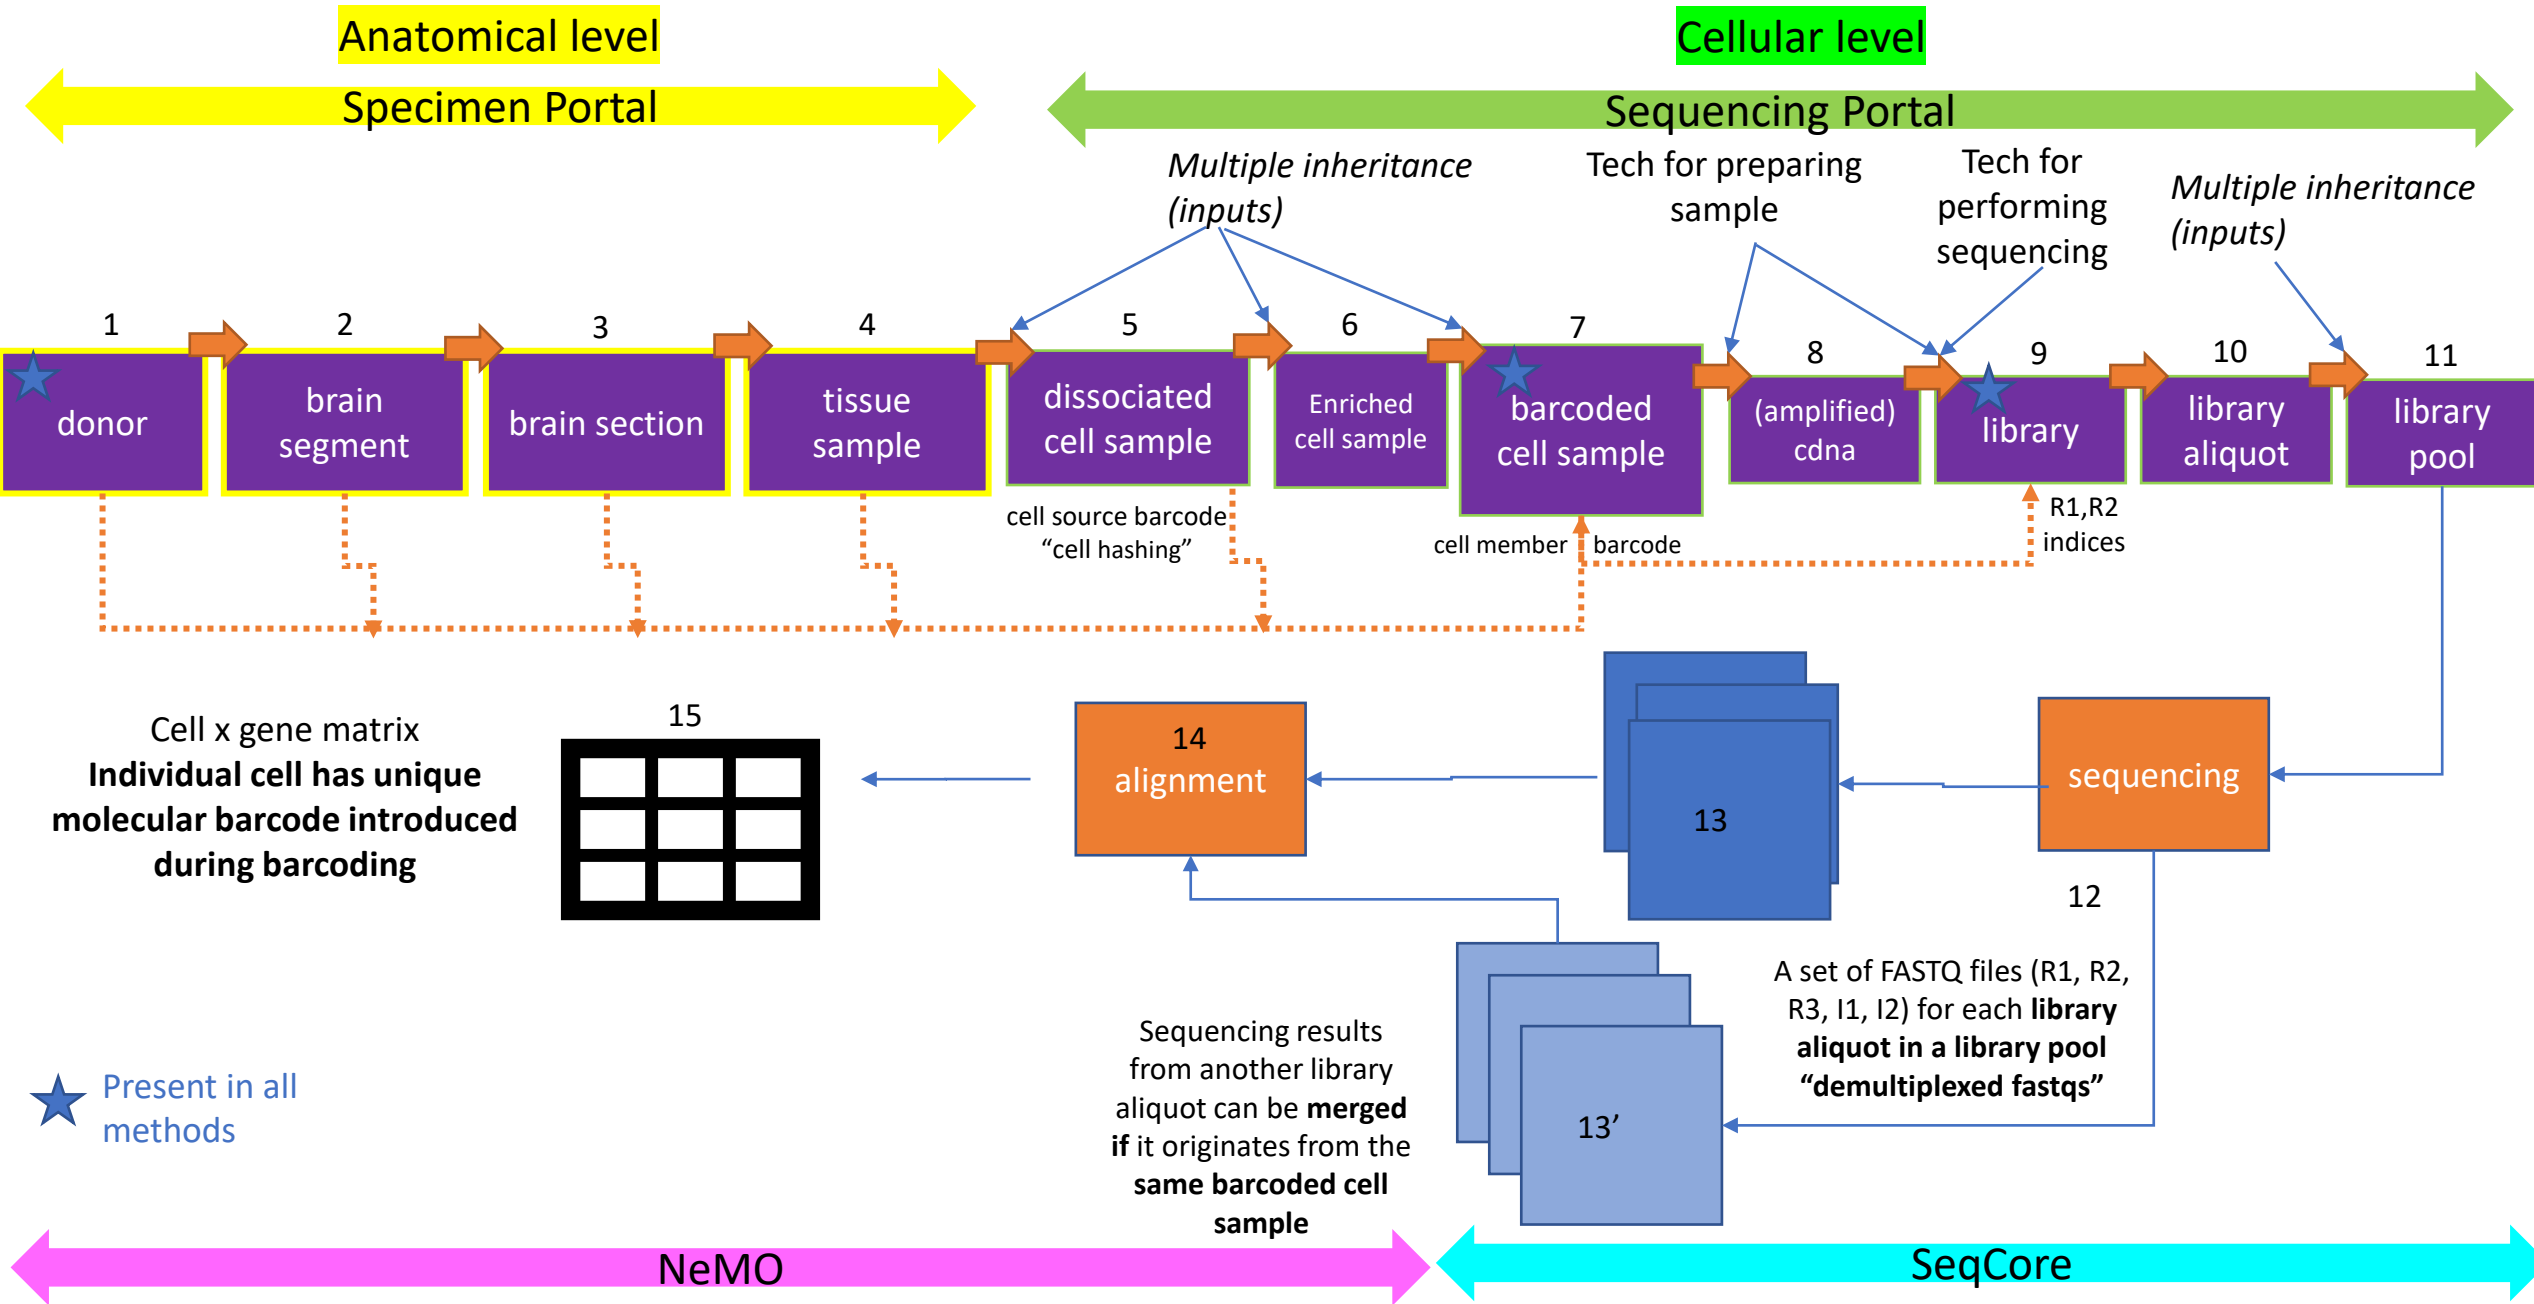 Anatomical level
Cellular level
Specimen Portal
Sequencing Portal
Multiple inheritance
(inputs)
Tech for preparing
sample
Tech for
performing
sequencing
Multiple inheritance
(inputs)
1
2
3
4
5
6
7
8
9
10
11
donor
brain
segment
brain section
tissue
sample
dissociated
cell sample
Enriched
cell sample
barcoded
cell sample
(amplified)
cdna
library
library
aliquot
library
pool
cell source barcode
“cell hashing”
cell member
barcode
R1,R2
indices
Cell x gene matrix
Individual cell has unique
molecular barcode introduced
during barcoding
15
14
alignment
13
sequencing
12
A set of FASTQ files (R1, R2,
R3, I1, I2) for each library
aliquot in a library pool
“demultiplexed fastqs”
Sequencing results
from another library
aliquot can be merged
if it originates from the
same barcoded cell
sample
13’
Present in all
methods
NeMO
SeqCore